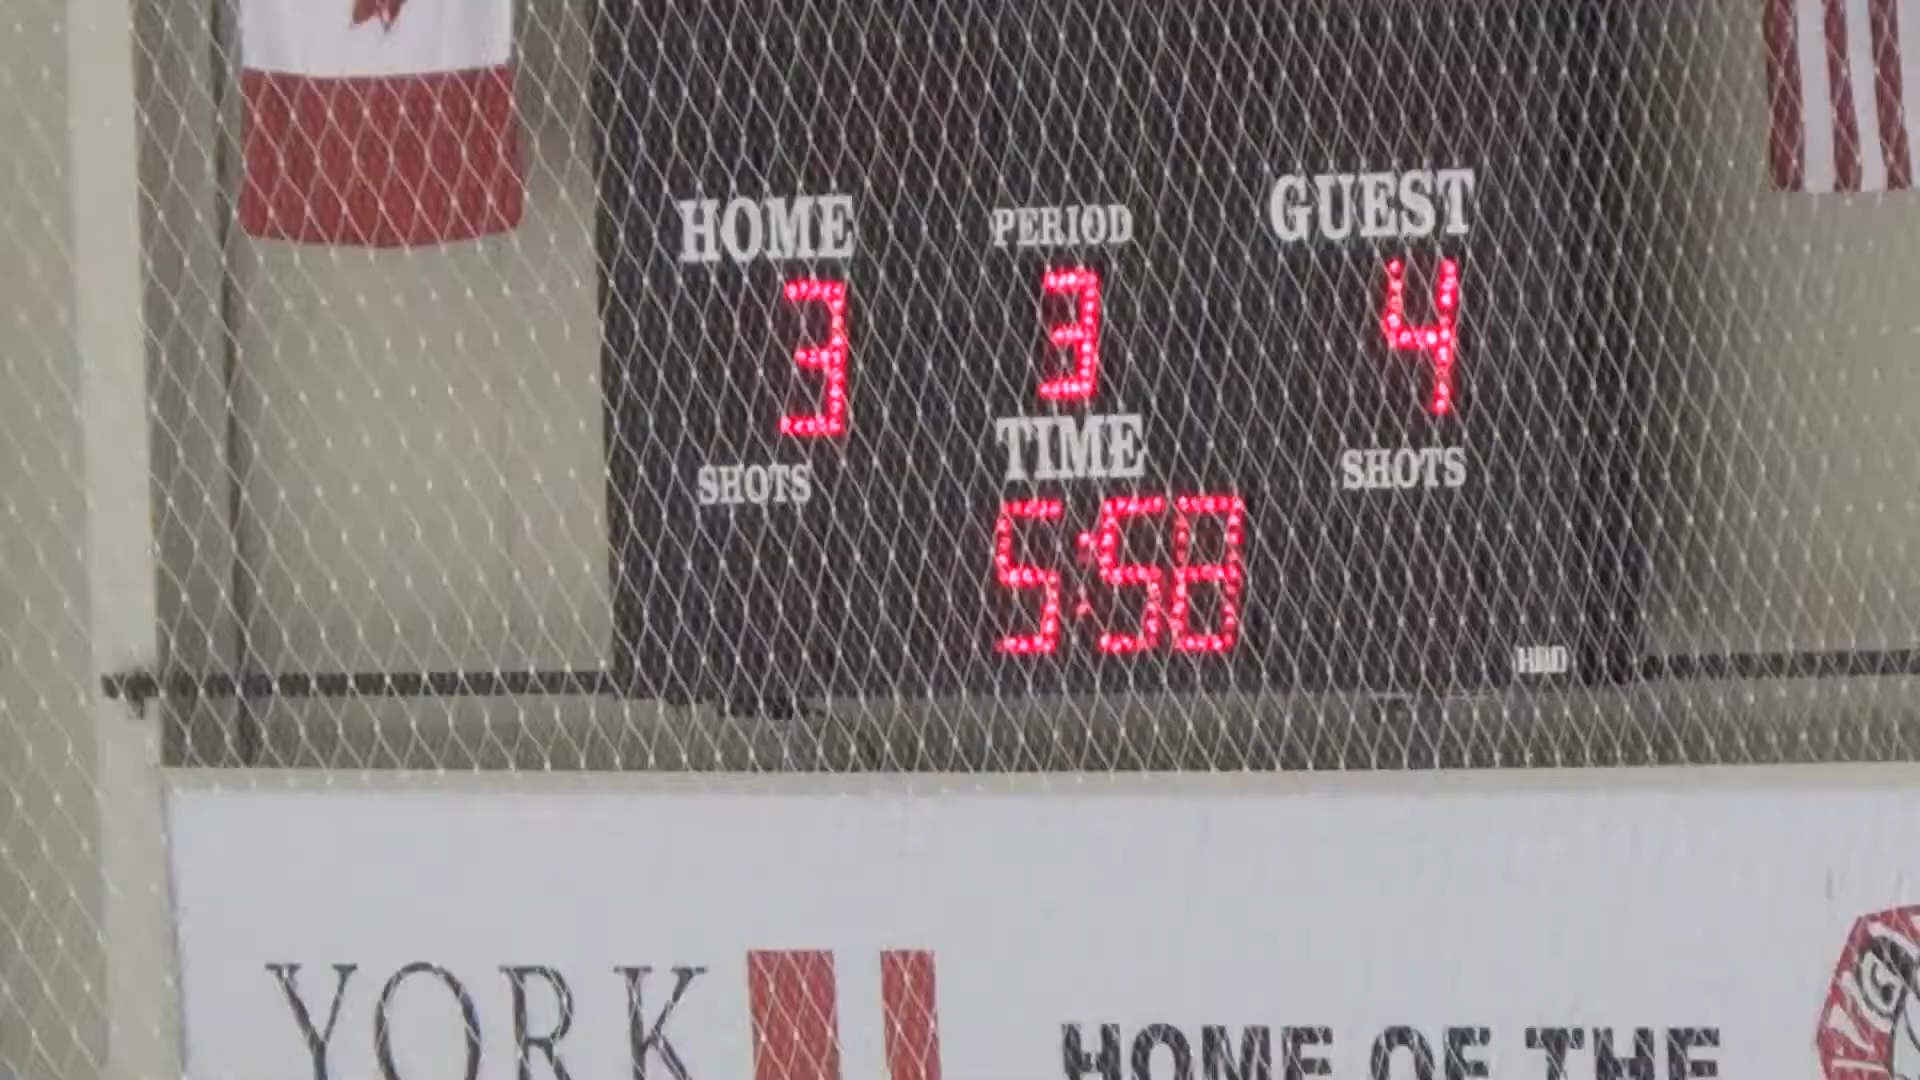 HOME PERIOD GUEST
3 3 4
TIME
SHOTS SHOTS
5:58
YORK U
HOME OF THE